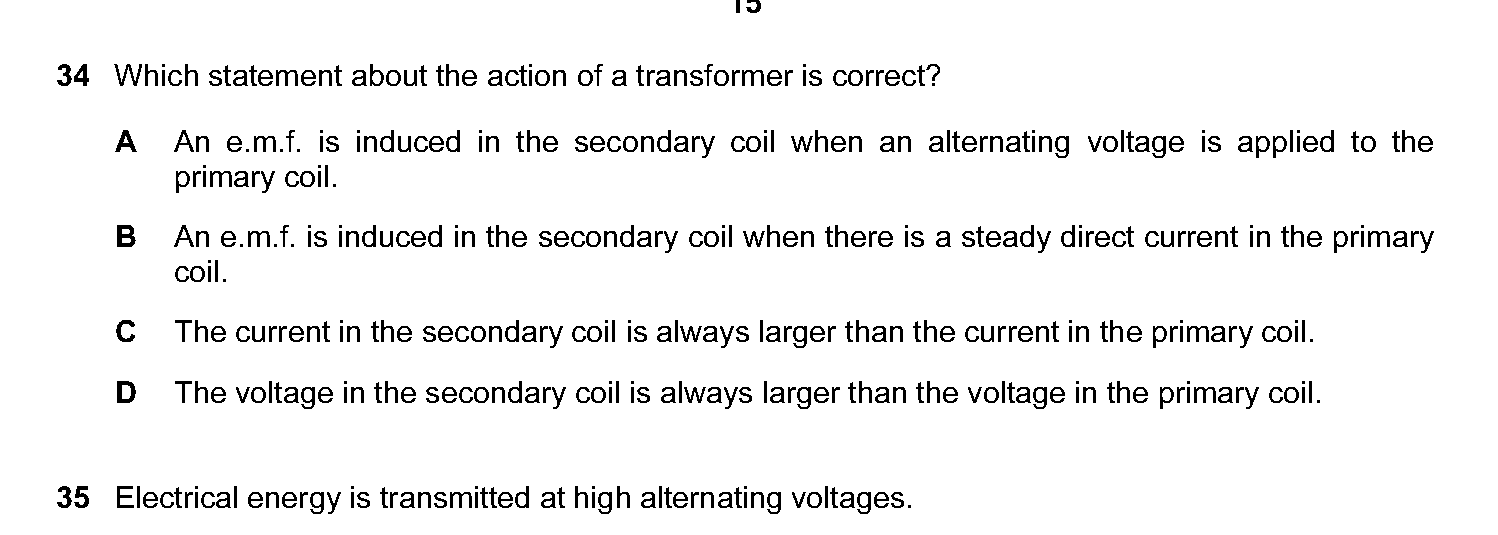 15
34 Which statement about the action of a transformer is correct?
A An e.m.f. is induced in the secondary coil when an alternating voltage is applied to the
primary coil.
B An e.m.f. is induced in the secondary coil when there is a steady direct current in the primary
coil.
C The current in the secondary coil is always larger than the current in the primary coil.
D The voltage in the secondary coil is always larger than the voltage in the primary coil.
35 Electrical energy is transmitted at high alternating voltages.